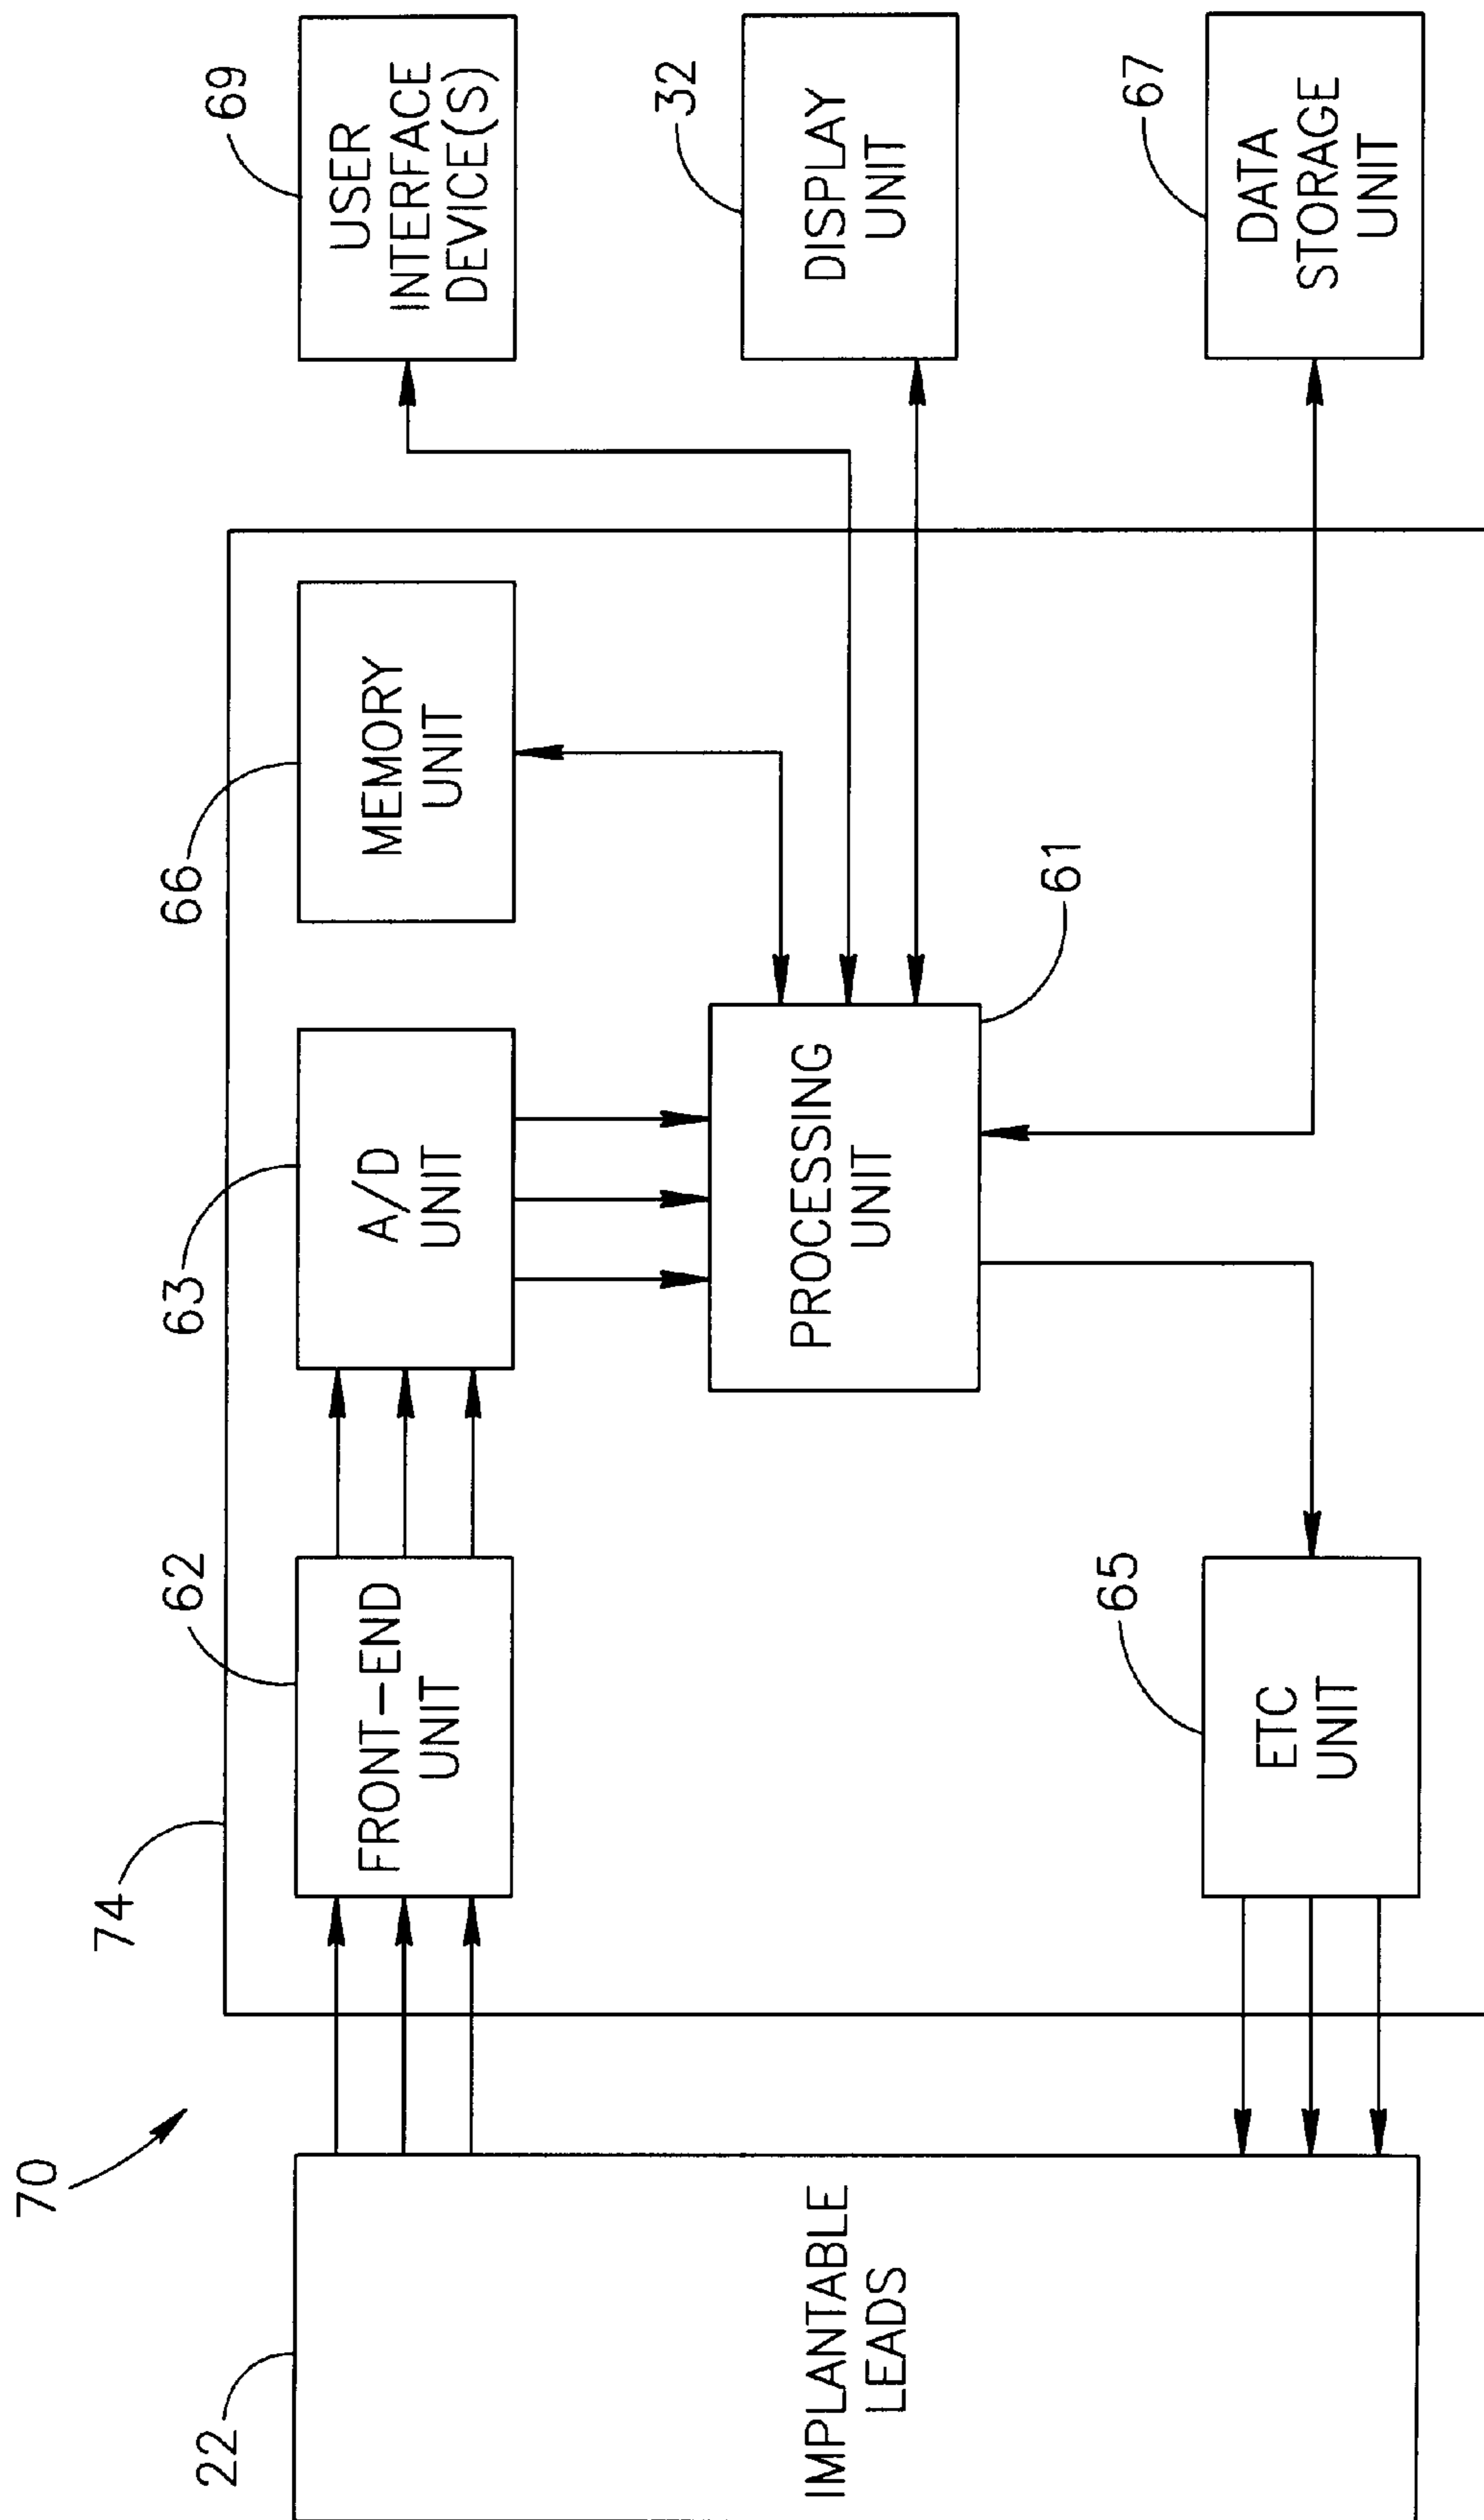 70
74
22
IMPLANTABLE
LEADS
62
FRONT-END
UNIT
63
A/D
UNIT
66
MEMORY
UNIT
69
USER
INTERFACE
DEVICE(S)
61
PROCESSING
UNIT
32
DISPLAY
UNIT
65
ETC
UNIT
67
DATA
STORAGE
UNIT